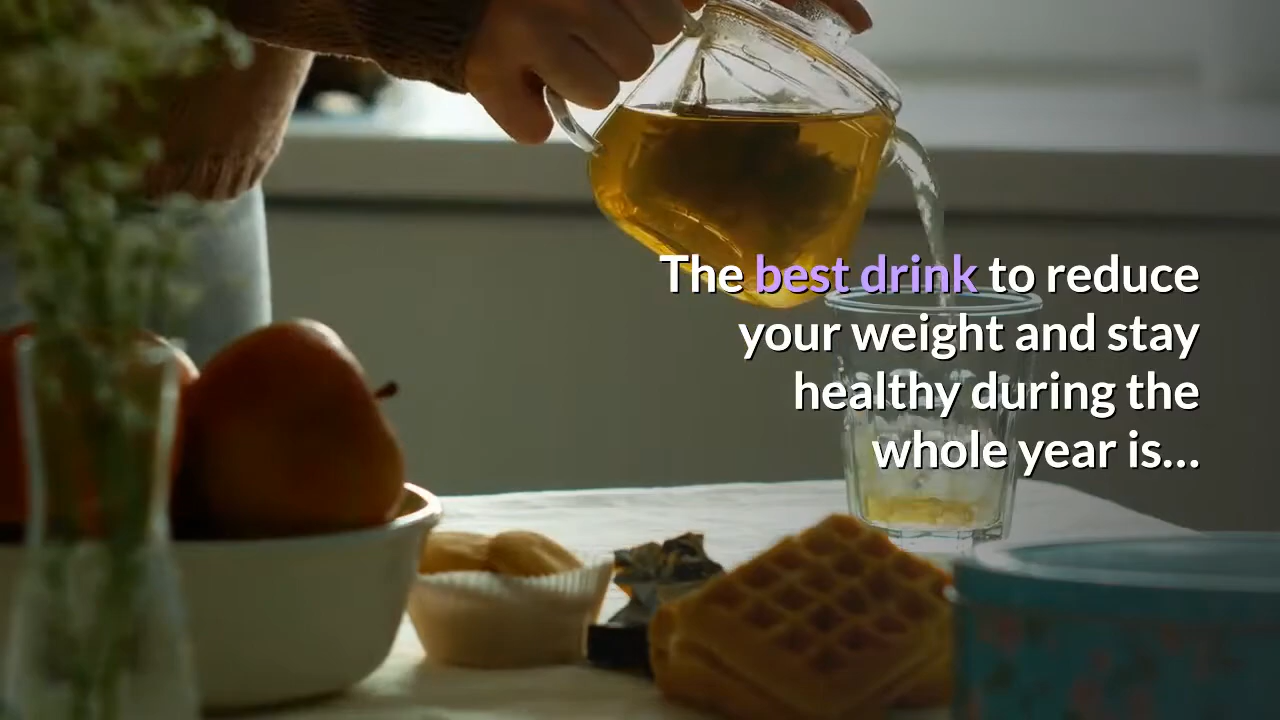 The best drink to reduce
your weight and stay
healthy during the
whole year is...